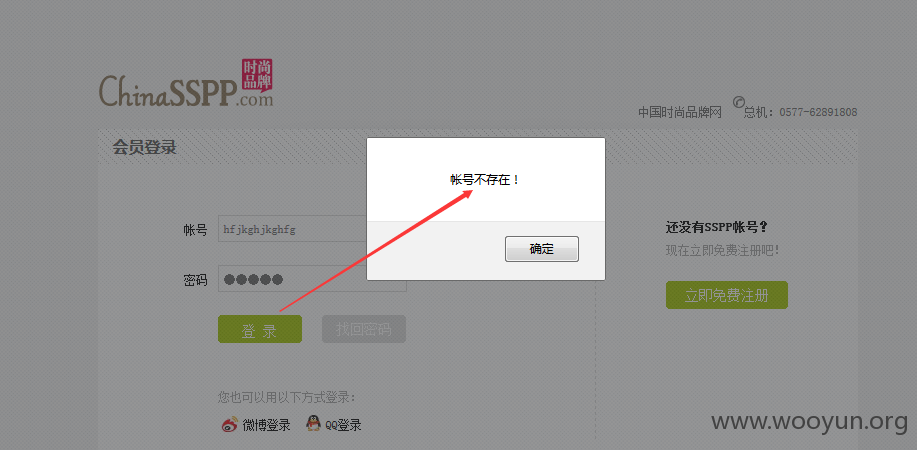 ChinaSSPP.com
时尚品牌
中国时尚品牌网 总机：0577-62891808
会员登录
帐号不存在！
确定
帐号 hfjkghjkghfg
密码 ●●●●●
登 录 找回密码
还没有SSPP帐号？
现在立即免费注册吧！
立即免费注册
您也可以用以下方式登录：
微博登录 QQ登录
www.wooyun.org